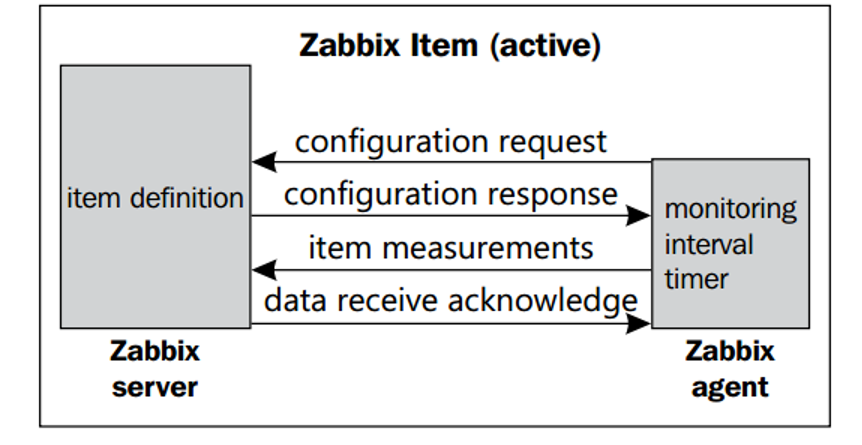 Zabbix Item (active)
configuration request
item definition
configuration response
monitoring
interval
timer
item measurements
data receive acknowledge
Zabbix
server
Zabbix
agent